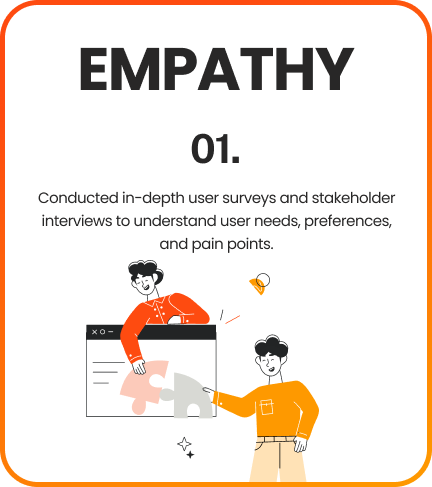 EMPATHY
01.
Conducted in-depth user surveys and stakeholder
interviews to understand user needs, preferences,
and pain points.